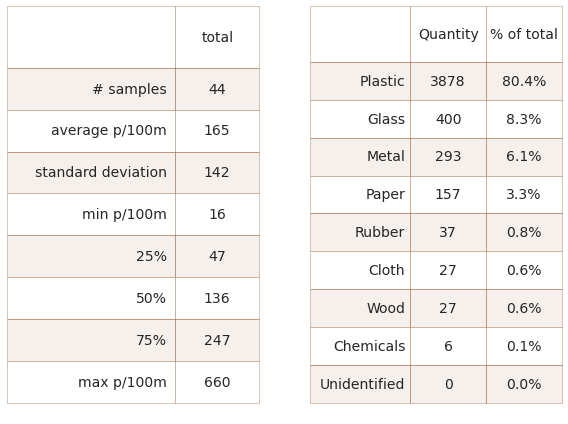 total
# samples 44
average p/100m 165
standard deviation 142
min p/100m 16
25% 47
50% 136
75% 247
max p/100m 660
Quantity % of total
Plastic 3878 80.4%
Glass 400 8.3%
Metal 293 6.1%
Paper 157 3.3%
Rubber 37 0.8%
Cloth 27 0.6%
Wood 27 0.6%
Chemicals 6 0.1%
Unidentified 0 0.0%